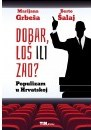 Marijana Grbeša
Berto Šalaj
DOBAR,
LOŠ ILI
ZAO?
Populizam
u Hrvatskoj